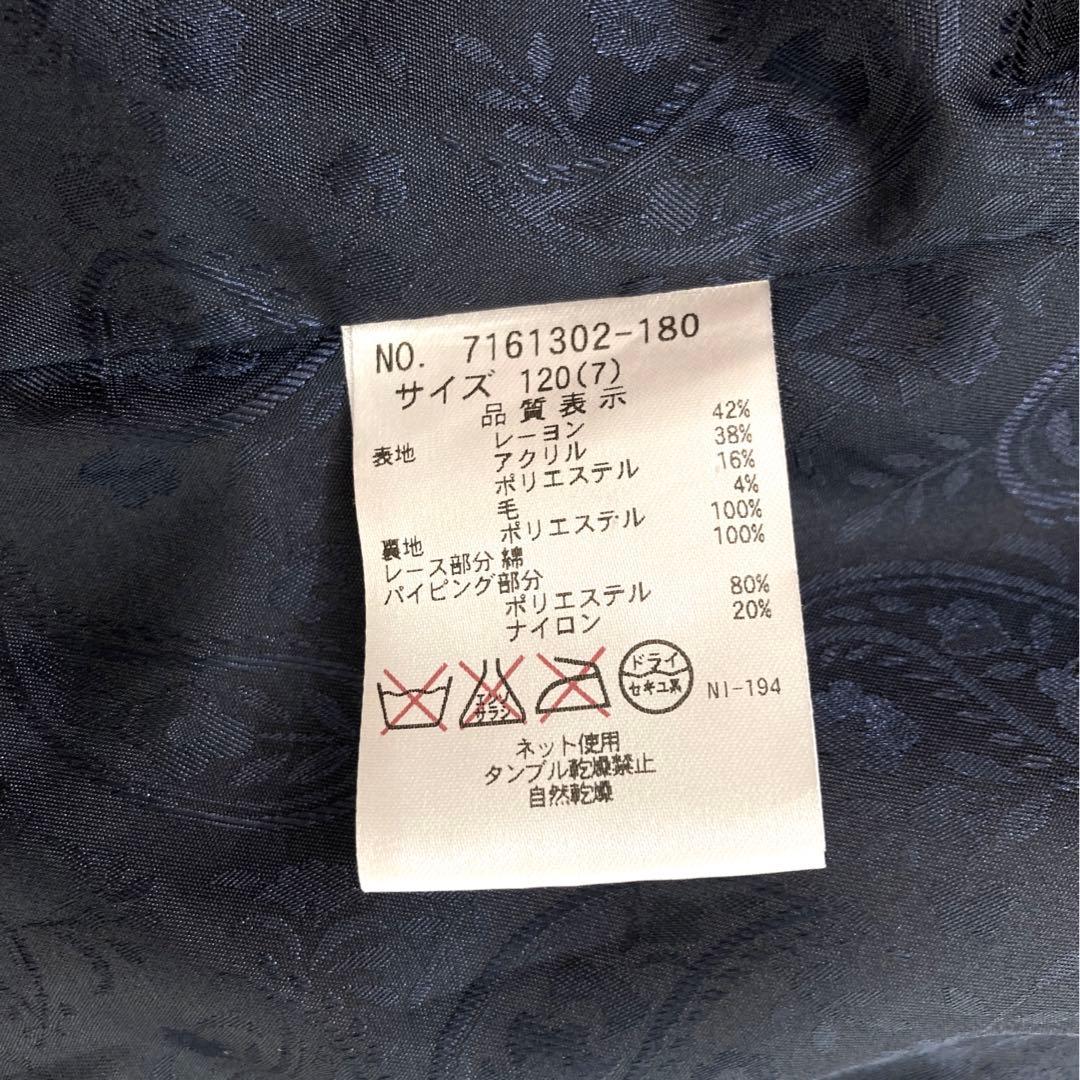 NO. 7161302-180
サイズ 120(7)
品質表示
表地 レーヨン 42%
アクリル 38%
ポリエステル 16%
毛 4%
裏地 ポリエステル 100%
レース部分 綿 100%
パイピング部分
ポリエステル 80%
ナイロン 20%
エンソサラシ
ドライ
セキユ系
NI-194
ネット使用
タンブル乾燥禁止
自然乾燥